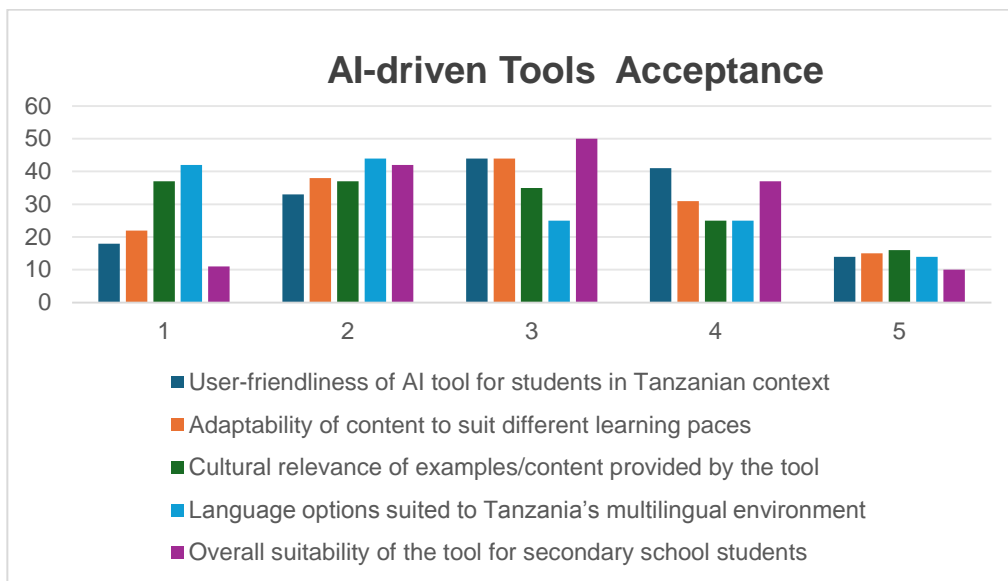 AI-driven Tools Acceptance
60
50
40
30
20
10
0
1 2 3 4 5
User-friendliness of AI tool for students in Tanzanian context
Adaptability of content to suit different learning paces
Cultural relevance of examples/content provided by the tool
Language options suited to Tanzania’s multilingual environment
Overall suitability of the tool for secondary school students